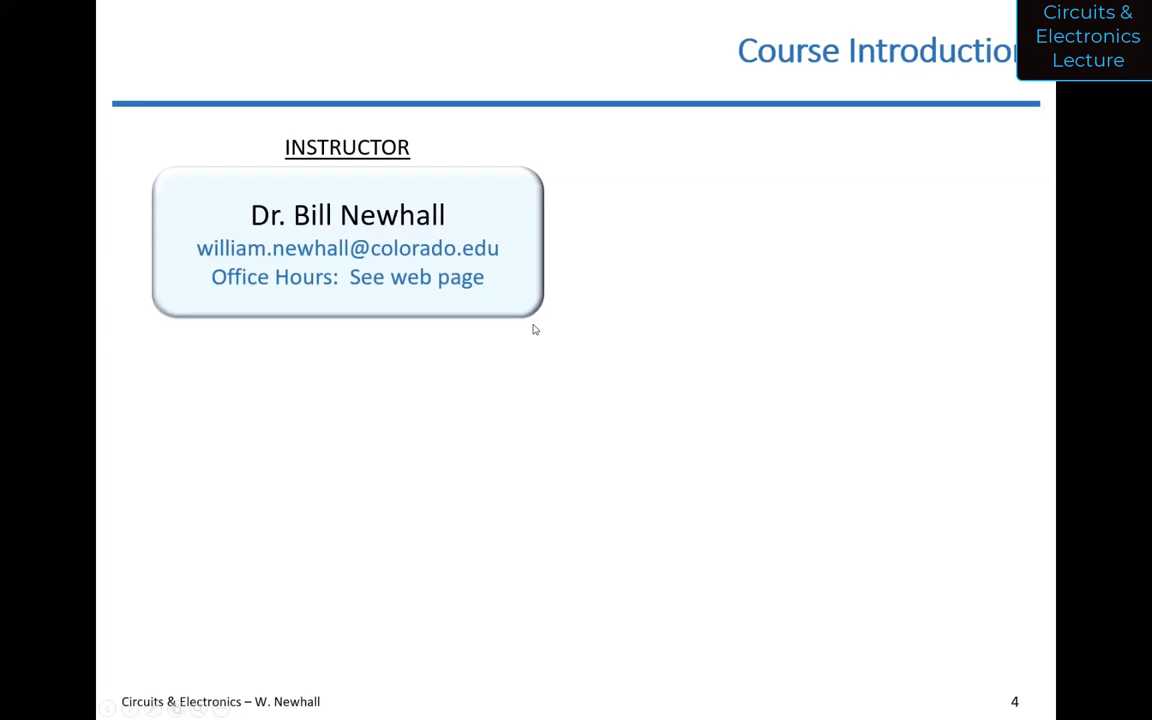 Circuits &
Electronics
Lecture
Course Introductio
INSTRUCTOR
Dr. Bill Newhall
william.newhall@colorado.edu
Office Hours: See web page
Circuits & Electronics – W. Newhall
4